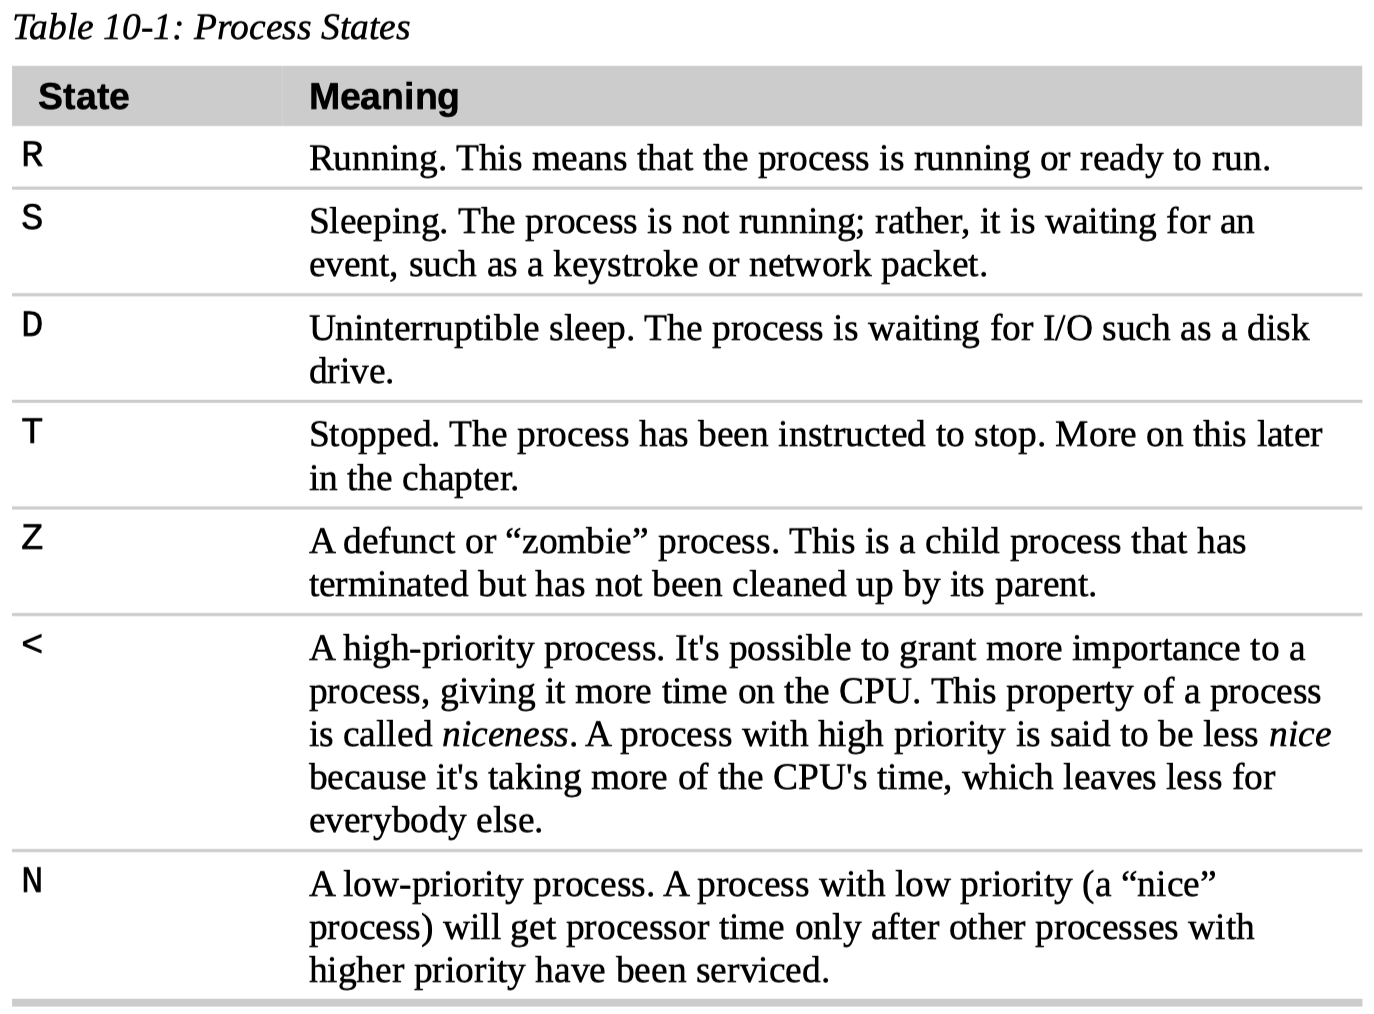 Table 10-1: Process States
State Meaning
R Running. This means that the process is running or ready to run.
S Sleeping. The process is not running; rather, it is waiting for an
event, such as a keystroke or network packet.
D Uninterruptible sleep. The process is waiting for I/O such as a disk
drive.
T Stopped. The process has been instructed to stop. More on this later
in the chapter.
Z A defunct or “zombie” process. This is a child process that has
terminated but has not been cleaned up by its parent.
< A high-priority process. It's possible to grant more importance to a
process, giving it more time on the CPU. This property of a process
is called niceness. A process with high priority is said to be less nice
because it's taking more of the CPU's time, which leaves less for
everybody else.
N A low-priority process. A process with low priority (a “nice”
process) will get processor time only after other processes with
higher priority have been serviced.